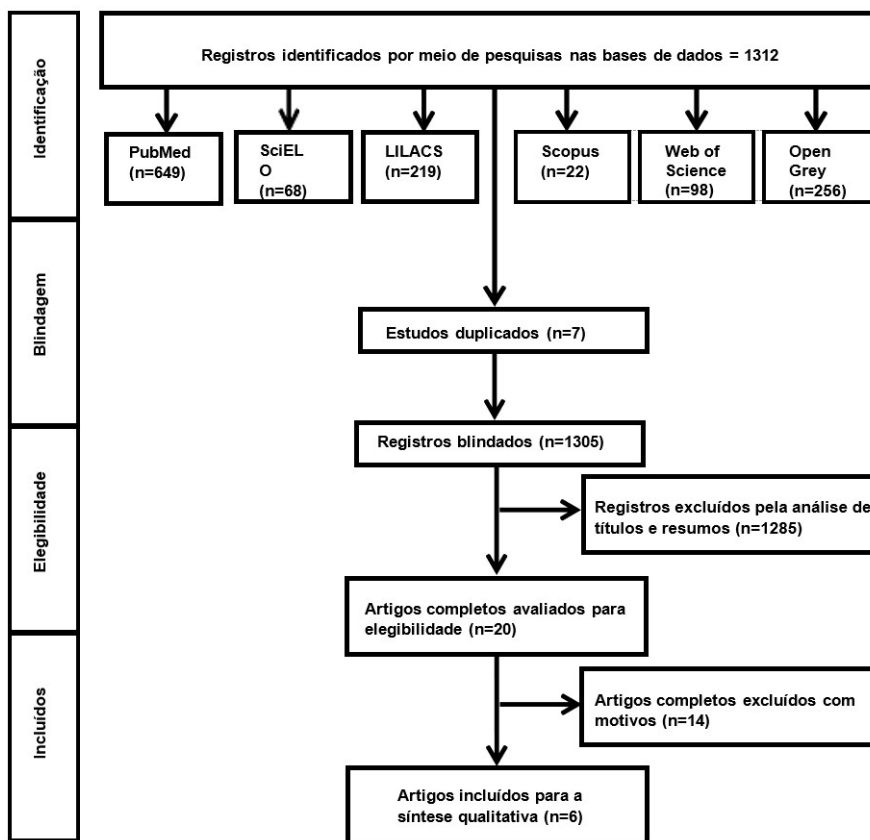 Identificação
Registros identificados por meio de pesquisas nas bases de dados = 1312
PubMed
(n=649)
SciEL
O
(n=68)
LILACS
(n=219)
Scopus
(n=22)
Web of
Science
(n=98)
Open
Grey
(n=256)
Blindagem
Estudos duplicados (n=7)
Registros blindados (n=1305)
Elegibilidade
Registros excluídos pela análise de
títulos e resumos (n=1285)
Artigos completos avaliados para
elegibilidade (n=20)
Incluídos
Artigos completos excluídos com
motivos (n=14)
Artigos incluídos para a
síntese qualitativa (n=6)